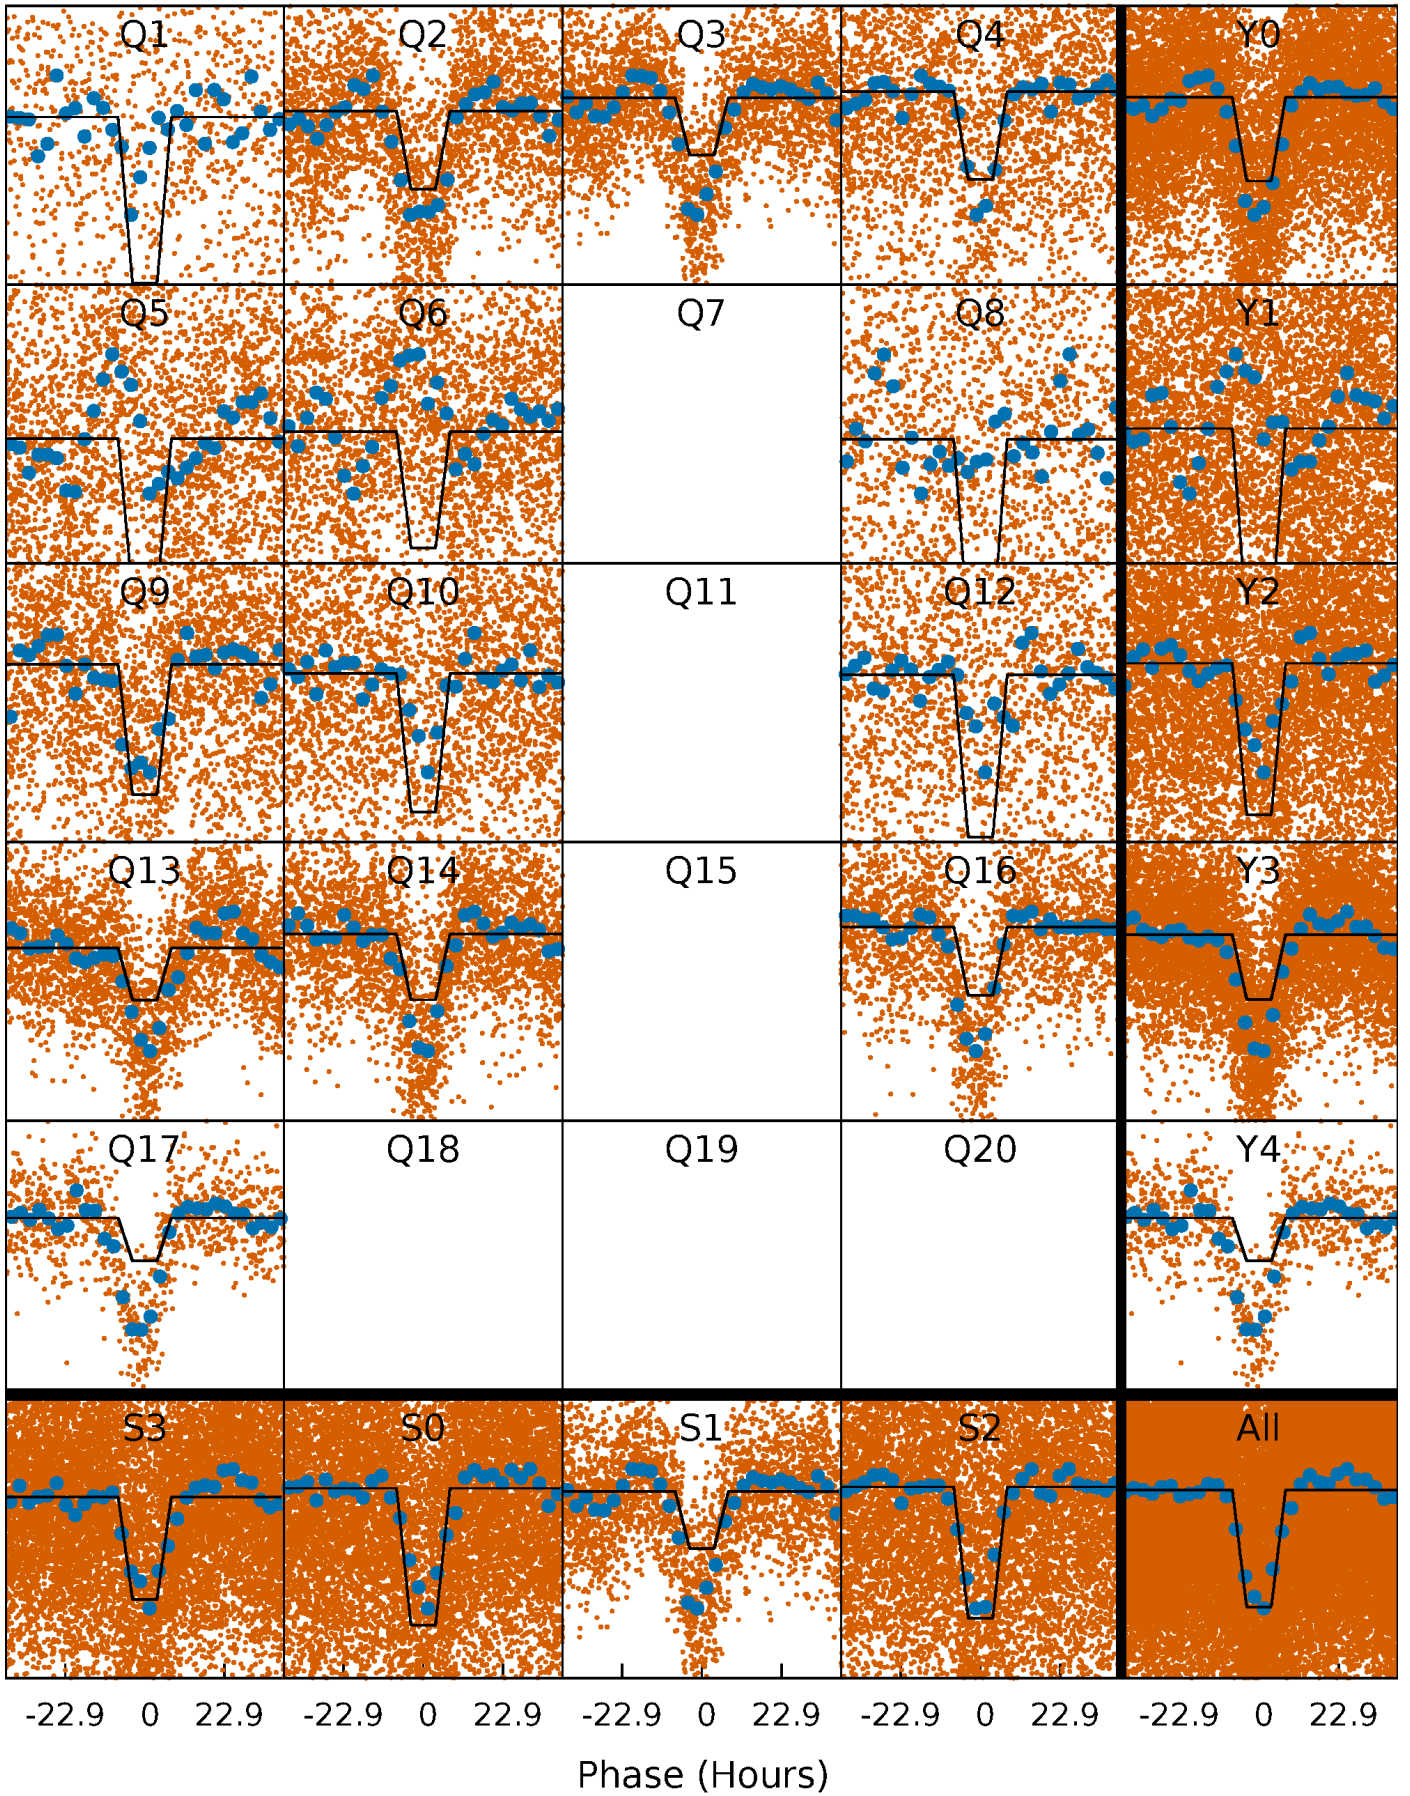 Q1 Q2 Q3 Q4 Y0
Q5 Q6 Q7 Q8 Y1
Q9 Q10 Q11 Q12 Y2
Q13 Q14 Q15 Q16 Y3
Q17 Q18 Q19 Q20 Y4
S3 S0 S1 S2 All
-22.9 0 22.9 -22.9 0 22.9 -22.9 0 22.9 -22.9 0 22.9 -22.9 0 22.9
Phase (Hours)